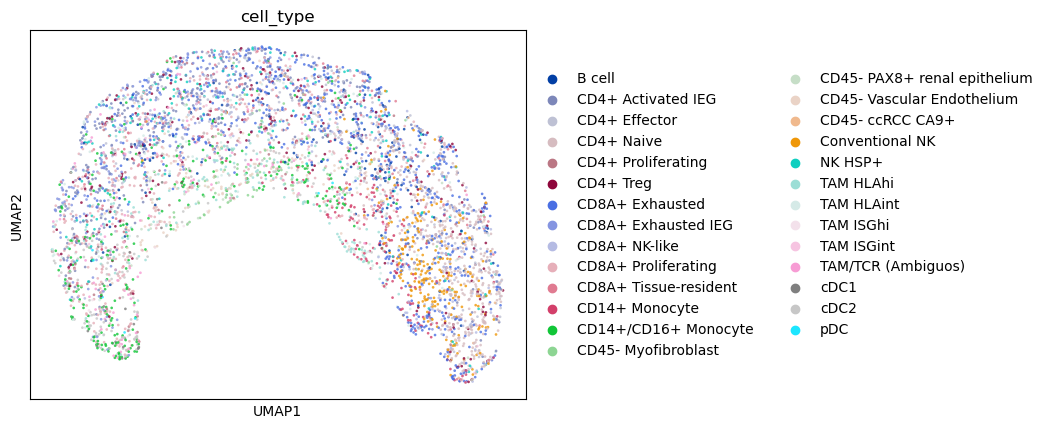 cell_type
UMAP2
UMAP1
B cell
CD4+ Activated IEG
CD4+ Effector
CD4+ Naive
CD4+ Proliferating
CD4+ Treg
CD8A+ Exhausted
CD8A+ Exhausted IEG
CD8A+ NK-like
CD8A+ Proliferating
CD8A+ Tissue-resident
CD14+ Monocyte
CD14+/CD16+ Monocyte
CD45- Myofibroblast
CD45- PAX8+ renal epithelium
CD45- Vascular Endothelium
CD45- ccRCC CA9+
Conventional NK
NK HSP+
TAM HLAhi
TAM HLAint
TAM ISGhi
TAM ISGint
TAM/TCR (Ambiguos)
cDC1
cDC2
pDC